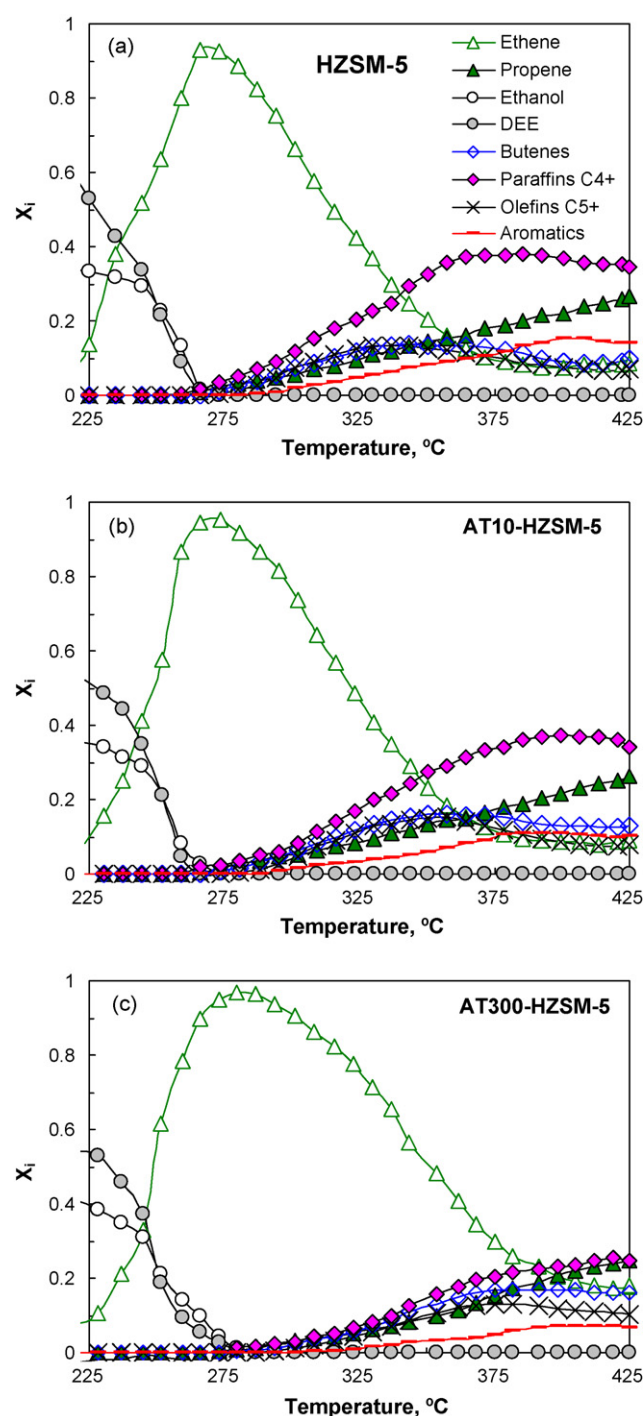 (a)
HZSM-5
Ethene
Propene
Ethanol
DEE
Butenes
Paraffins C4+
Olefins C5+
Aromatics
1
0.8
0.6
0.4
0.2
0
Xi
225 275 325 375 425
Temperature, ºC
(b)
AT10-HZSM-5
1
0.8
0.6
0.4
0.2
0
Xi
225 275 325 375 425
Temperature, ºC
(c)
AT300-HZSM-5
1
0.8
0.6
0.4
0.2
0
Xi
225 275 325 375 425
Temperature, ºC